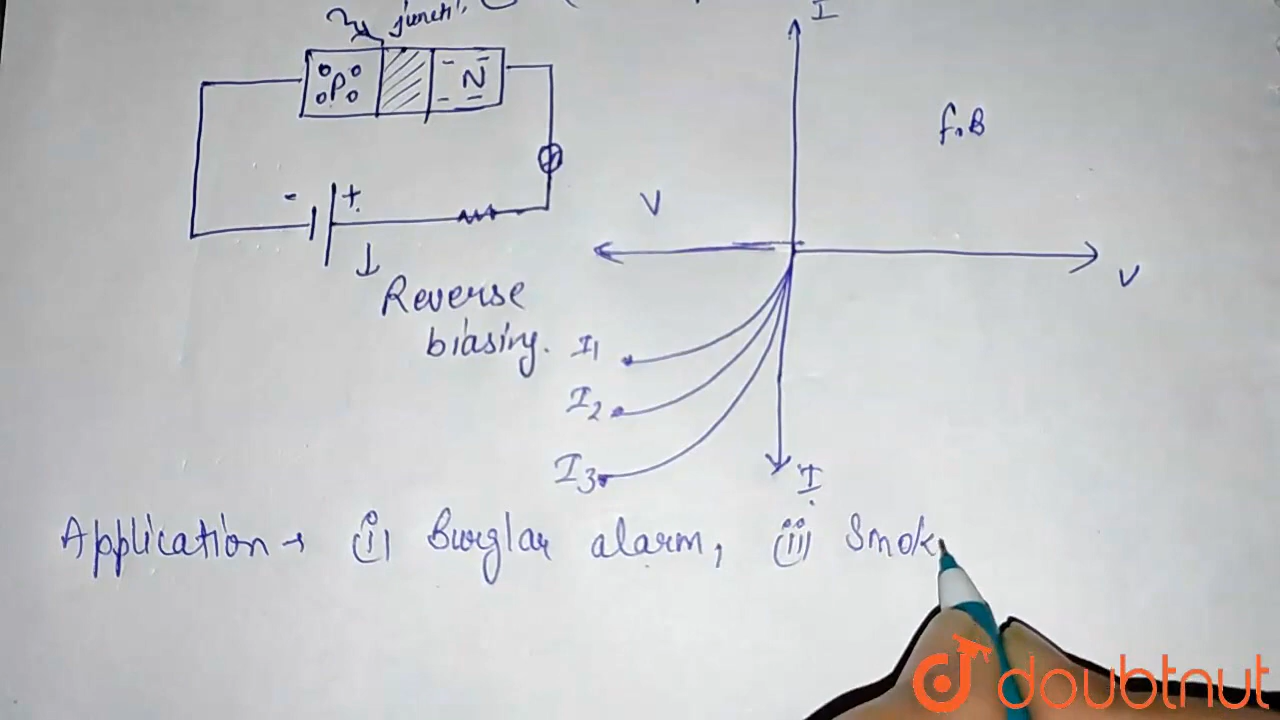 I
P
N
f.B
- +
V
V
Reverse
biasing.
I1
I2
I3
I
Application → (i) Burglar alarm, (ii) Smok
doubtnut